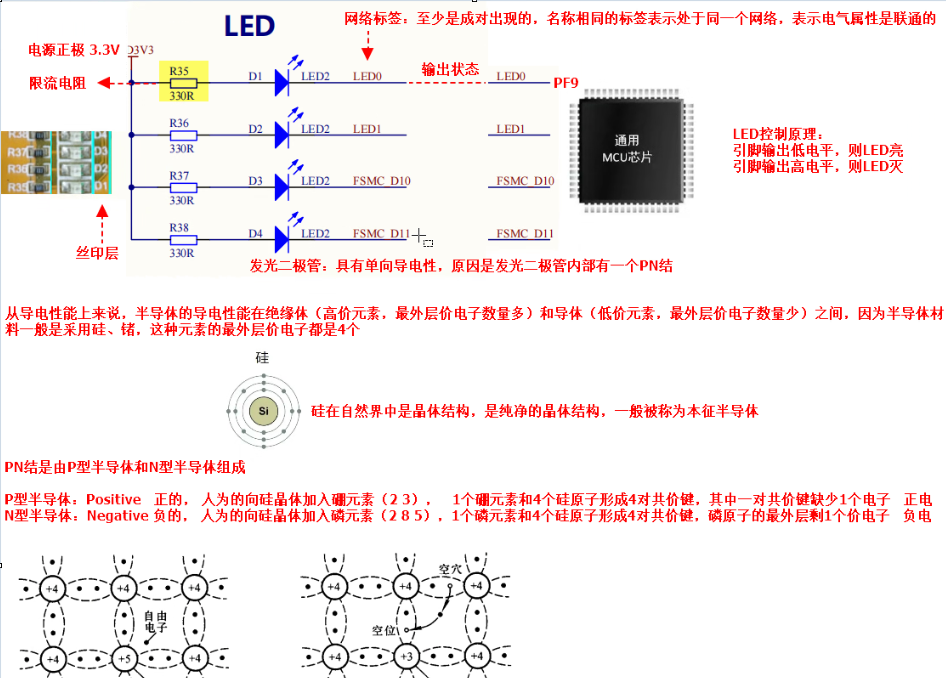 LED
网络标签：至少是成对出现的，名称相同的标签表示处于同一个网络，表示电气属性是联通的
电源正极 3.3V
D3V3
限流电阻
R35
330R
D1
LED2
LED0
输出状态
LED0
PF9
R36
330R
D2
LED2
LED1
LED1
通用
MCU芯片
LED控制原理：
引脚输出低电平，则LED亮
引脚输出高电平，则LED灭
R38
R37
D3
R36
D2
R35
D1
R37
330R
D3
LED2
FSMC_D10
FSMC_D10
R38
330R
D4
LED2
FSMC_D11
FSMC_D11
丝印层
发光二极管：具有单向导电性，原因是发光二极管内部有一个PN结
从导电性能上来说，半导体的导电性能在绝缘体（高价元素，最外层价电子数量多）和导体（低价元素，最外层价电子数量少）之间，因为半导体材
料一般是采用硅、锗，这种元素的最外层价电子都是4个
硅
Si
硅在自然界中是晶体结构，是纯净的晶体结构，一般被称为本征半导体
PN结是由P型半导体和N型半导体组成
P型半导体：Positive 正的， 人为的向硅晶体加入硼元素（2 3）， 1个硼元素和4个硅原子形成4对共价键，其中一对共价键缺少1个电子 正电
N型半导体：Negative 负的， 人为的向硅晶体加入磷元素（2 8 5），1个磷元素和4个硅原子形成4对共价键，磷原子的最外层剩1个价电子 负电
+4
+4
+4
自由
电子
+4
+5
+4
+4
+4
+4
空穴
空位
+4
+3
+4